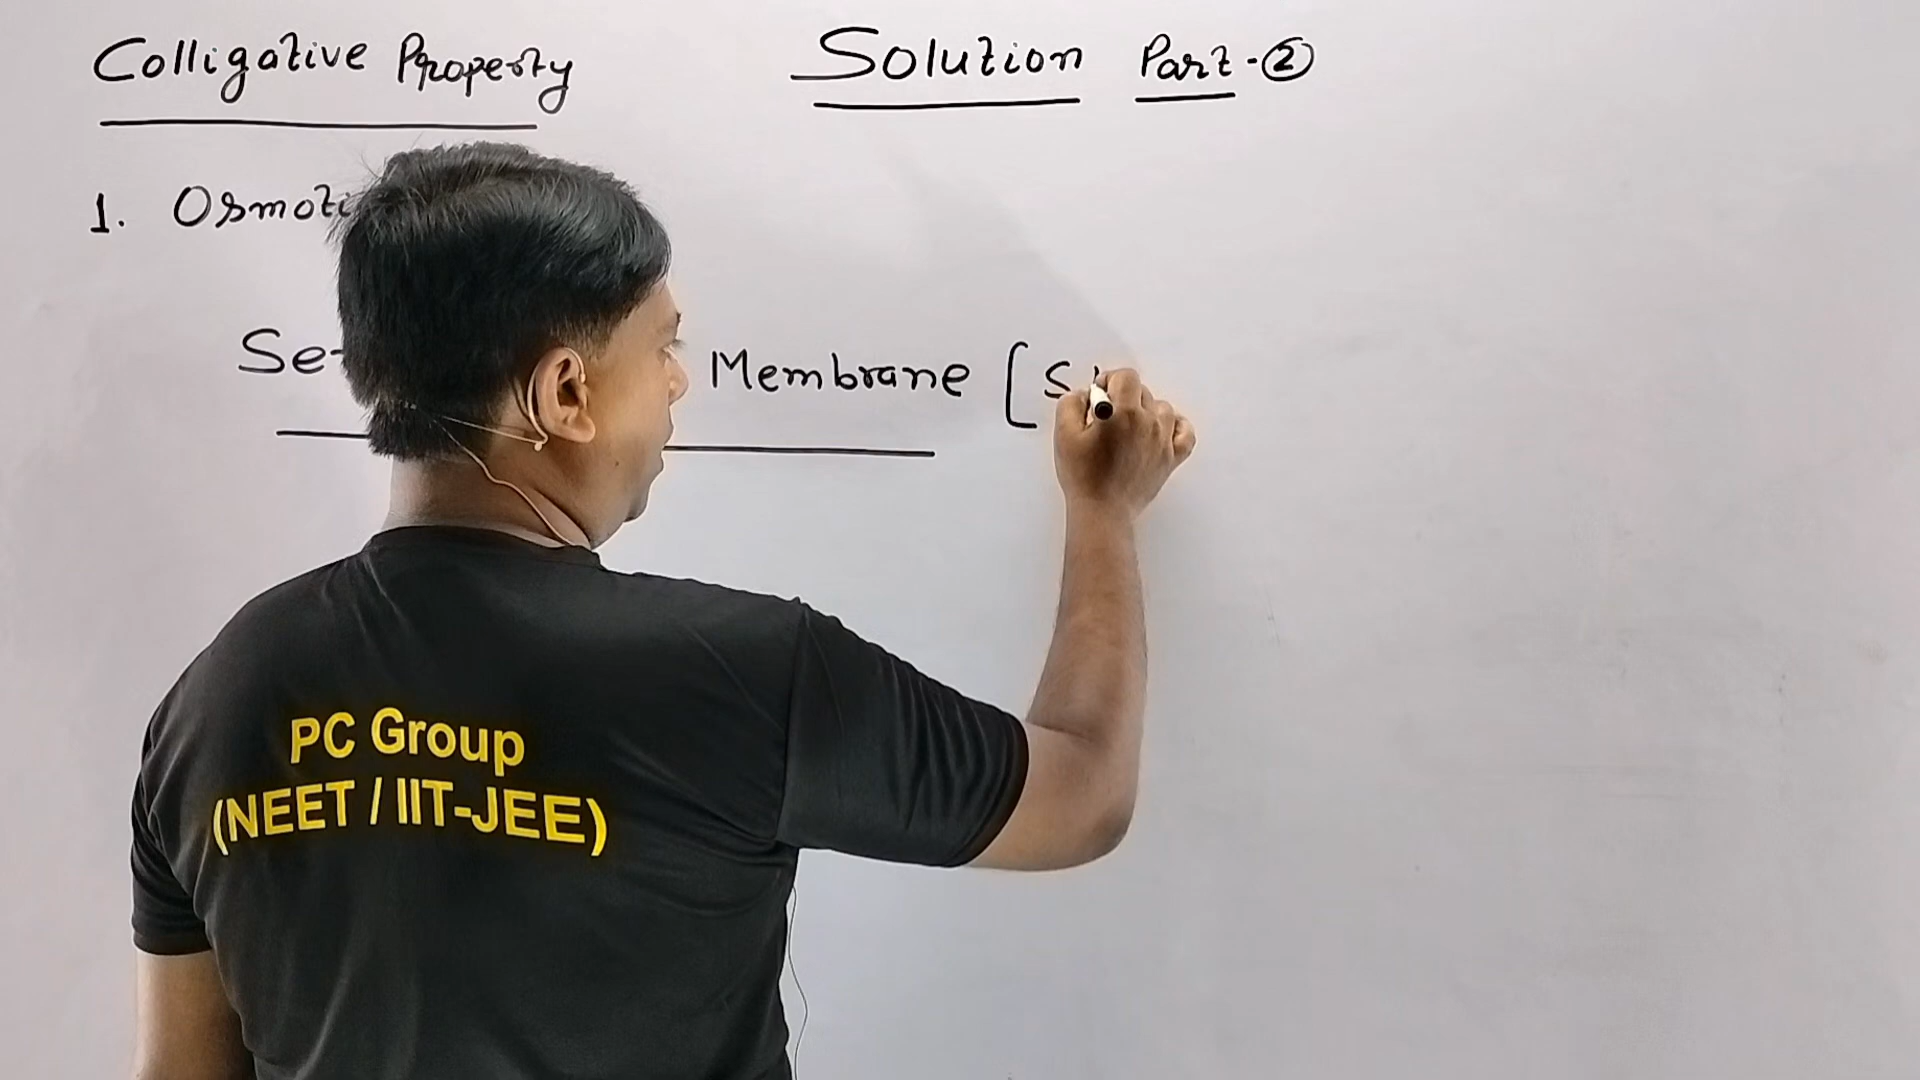 Colligative Property
Solution Part-②
1. Osmoti
Se
Membrane [S
PC Group
(NEET / IIT-JEE)